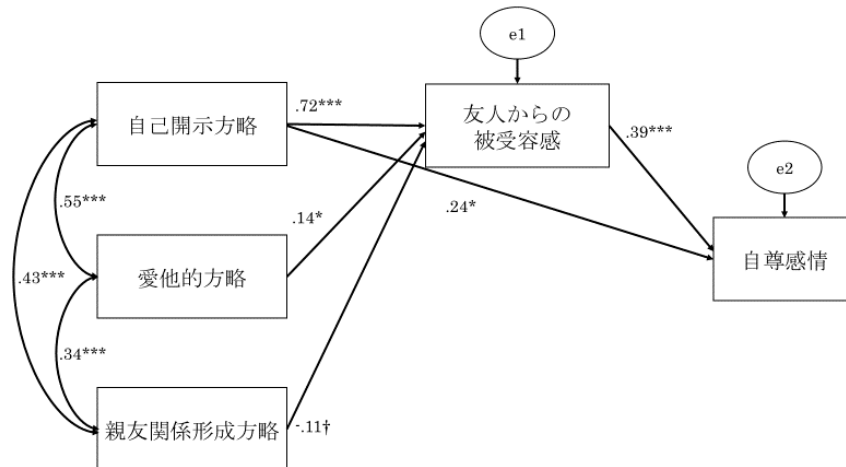 e1
自己開示方略
.72***
友人からの
被受容感
.39***
e2
.55***
.14*
.24*
自尊感情
.43***
愛他的方略
.34***
親友関係形成方略
-.11†